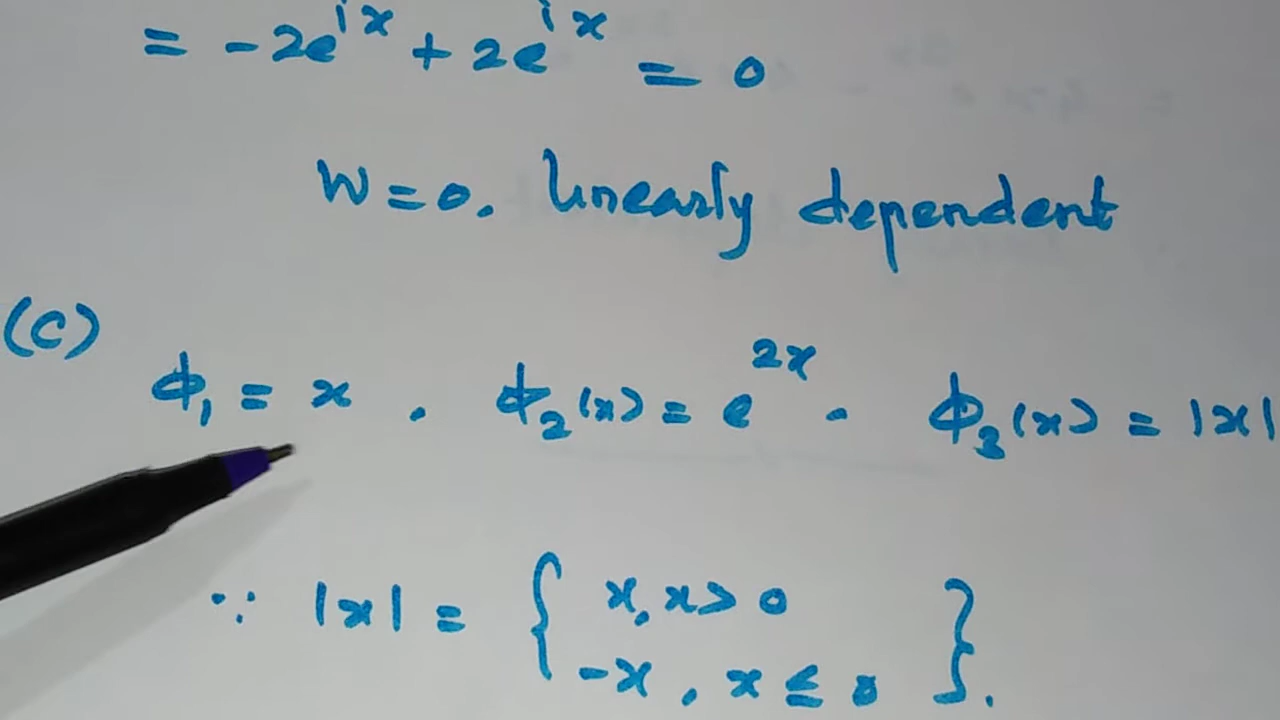 = -2e^{ix} + 2e^{ix} = 0
W = 0. linearly dependent
(C)
ϕ₁ = x . ϕ₂(x) = e^{2x} . ϕ₃(x) = |x|
∵ |x| = { x, x > 0
-x, x ≤ 0 }.